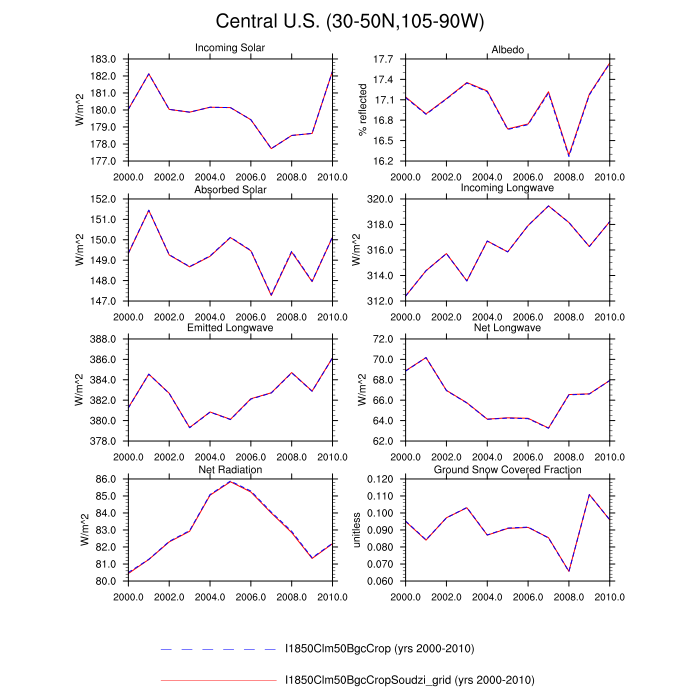 Central U.S. (30-50N,105-90W)
Incoming Solar
183.0
182.0
181.0
180.0
179.0
178.0
177.0
W/m^2
2000.0 2002.0 2004.0 2006.0 2008.0 2010.0
Albedo
17.7
17.4
17.1
16.8
16.5
16.2
% reflected
2000.0 2002.0 2004.0 2006.0 2008.0 2010.0
Absorbed Solar
152.0
151.0
150.0
149.0
148.0
147.0
W/m^2
2000.0 2002.0 2004.0 2006.0 2008.0 2010.0
Incoming Longwave
320.0
318.0
316.0
314.0
312.0
W/m^2
2000.0 2002.0 2004.0 2006.0 2008.0 2010.0
Emitted Longwave
388.0
386.0
384.0
382.0
380.0
378.0
W/m^2
2000.0 2002.0 2004.0 2006.0 2008.0 2010.0
Net Longwave
72.0
70.0
68.0
66.0
64.0
62.0
W/m^2
2000.0 2002.0 2004.0 2006.0 2008.0 2010.0
Net Radiation
86.0
85.0
84.0
83.0
82.0
81.0
80.0
W/m^2
2000.0 2002.0 2004.0 2006.0 2008.0 2010.0
Ground Snow Covered Fraction
0.120
0.110
0.100
0.090
0.080
0.070
0.060
unitless
2000.0 2002.0 2004.0 2006.0 2008.0 2010.0
I1850Clm50BgcCrop (yrs 2000-2010)
I1850Clm50BgcCropSoudzi_grid (yrs 2000-2010)